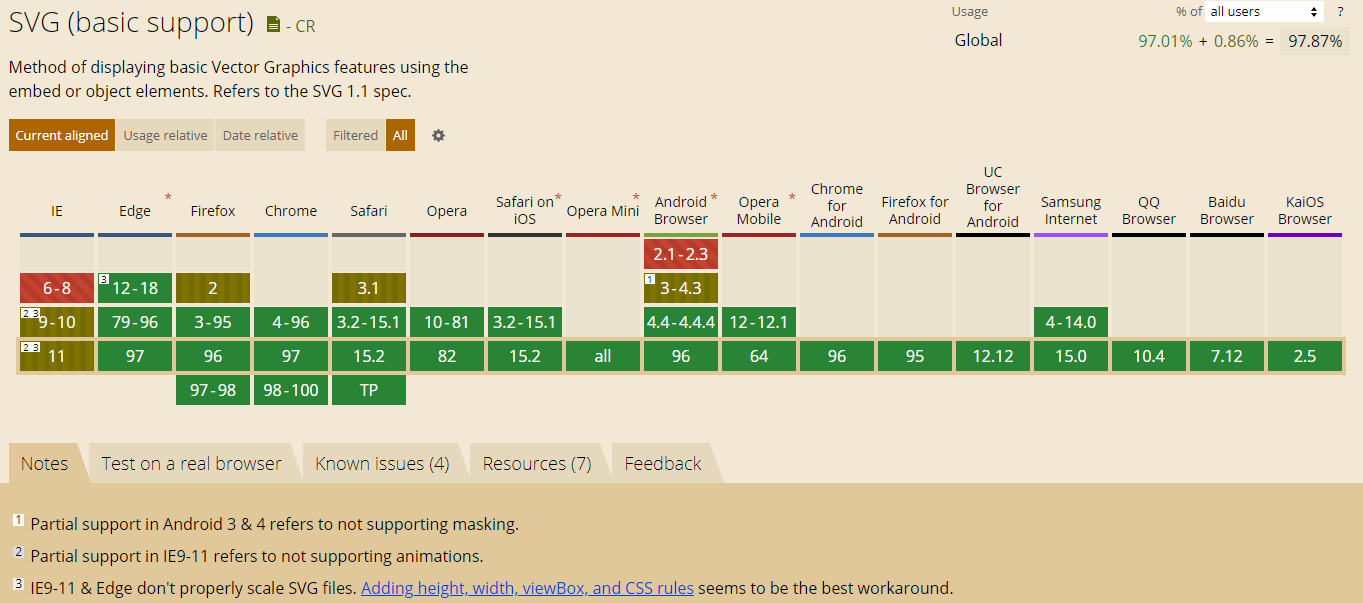 SVG (basic support) - CR
Usage % of all users ?
Global 97.01% + 0.86% = 97.87%
Method of displaying basic Vector Graphics features using the
embed or object elements. Refers to the SVG 1.1 spec.
Current aligned Usage relative Date relative Filtered All
IE Edge * Firefox Chrome Safari Opera Safari on iOS * Opera Mini * Android Browser * Opera Mobile * Chrome for Android Firefox for Android UC Browser for Android Samsung Internet QQ Browser Baidu Browser KaiOS Browser
2.1-2.3
6-8 3 12-18 2 3.1 1 3-4.3
2 3 9-10 79-96 3-95 4-96 3.2-15.1 10-81 3.2-15.1 4.4-4.4.4 12-12.1 4-14.0
2 3 11 97 96 97 15.2 82 15.2 all 96 64 96 95 12.12 15.0 10.4 7.12 2.5
97-98 98-100 TP
Notes Test on a real browser Known issues (4) Resources (7) Feedback
1 Partial support in Android 3 & 4 refers to not supporting masking.
2 Partial support in IE9-11 refers to not supporting animations.
3 IE9-11 & Edge don't properly scale SVG files. Adding height, width, viewBox, and CSS rules seems to be the best workaround.